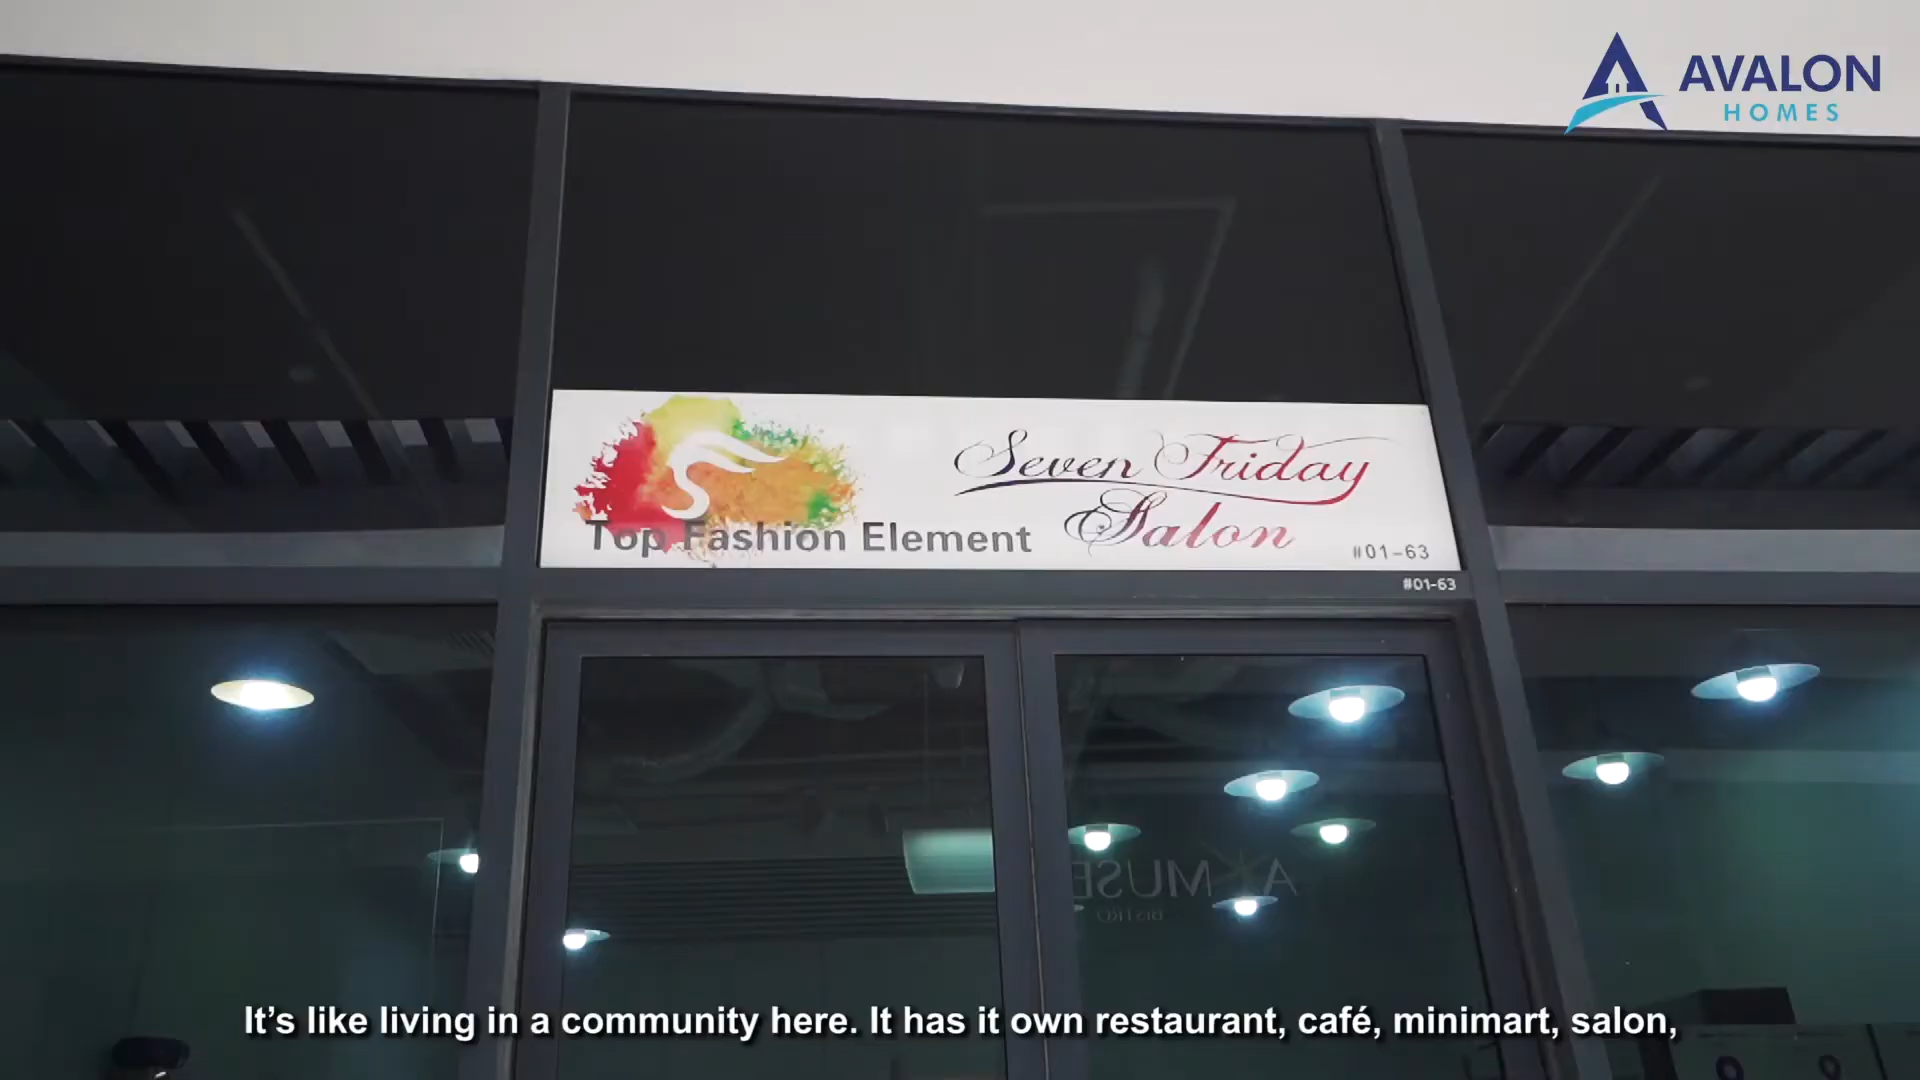 AVALON
HOMES
Seven Friday
Salon
Top Fashion Element
#01-63
#01-63
A MUSE
BISTRO
It's like living in a community here. It has it own restaurant, café, minimart, salon,